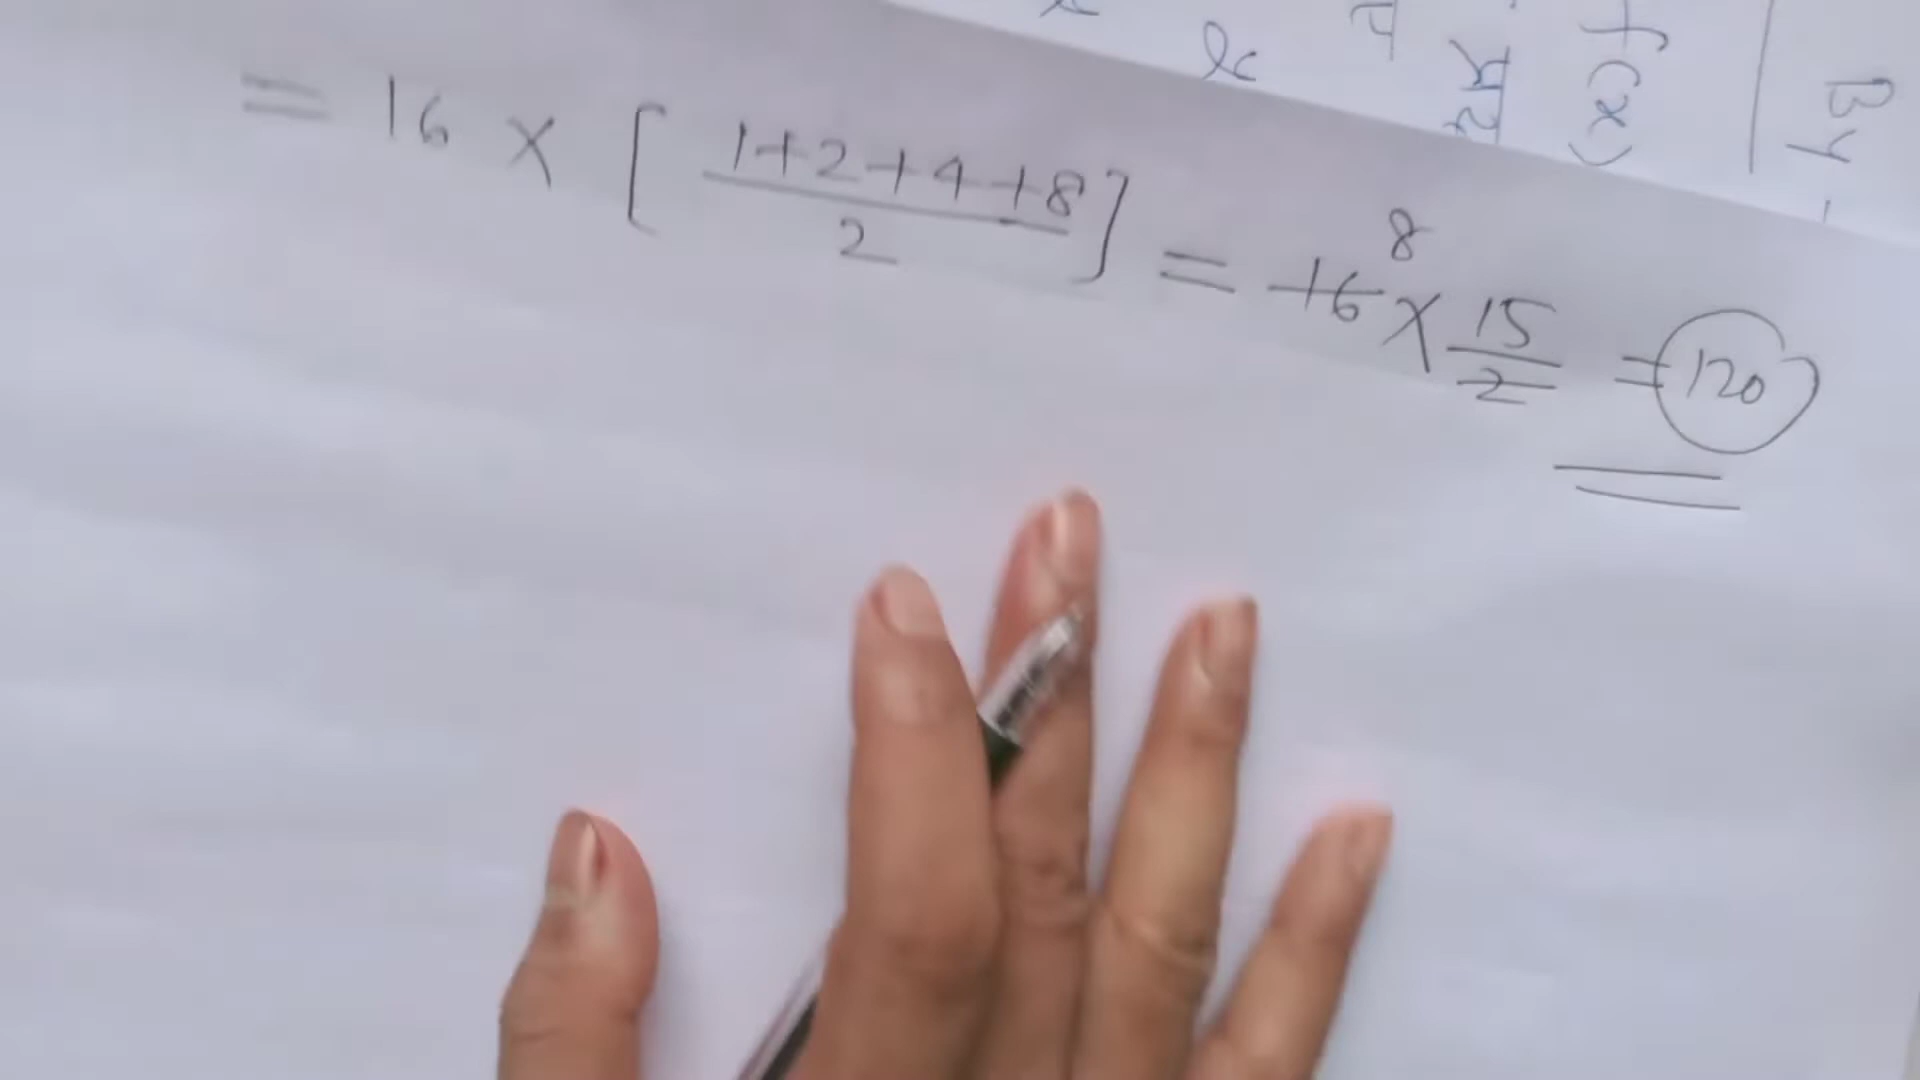 = 16 × [ (1+2+4+8)/2 ] = 16 × 15/2 = 120
8
f(x)
By -